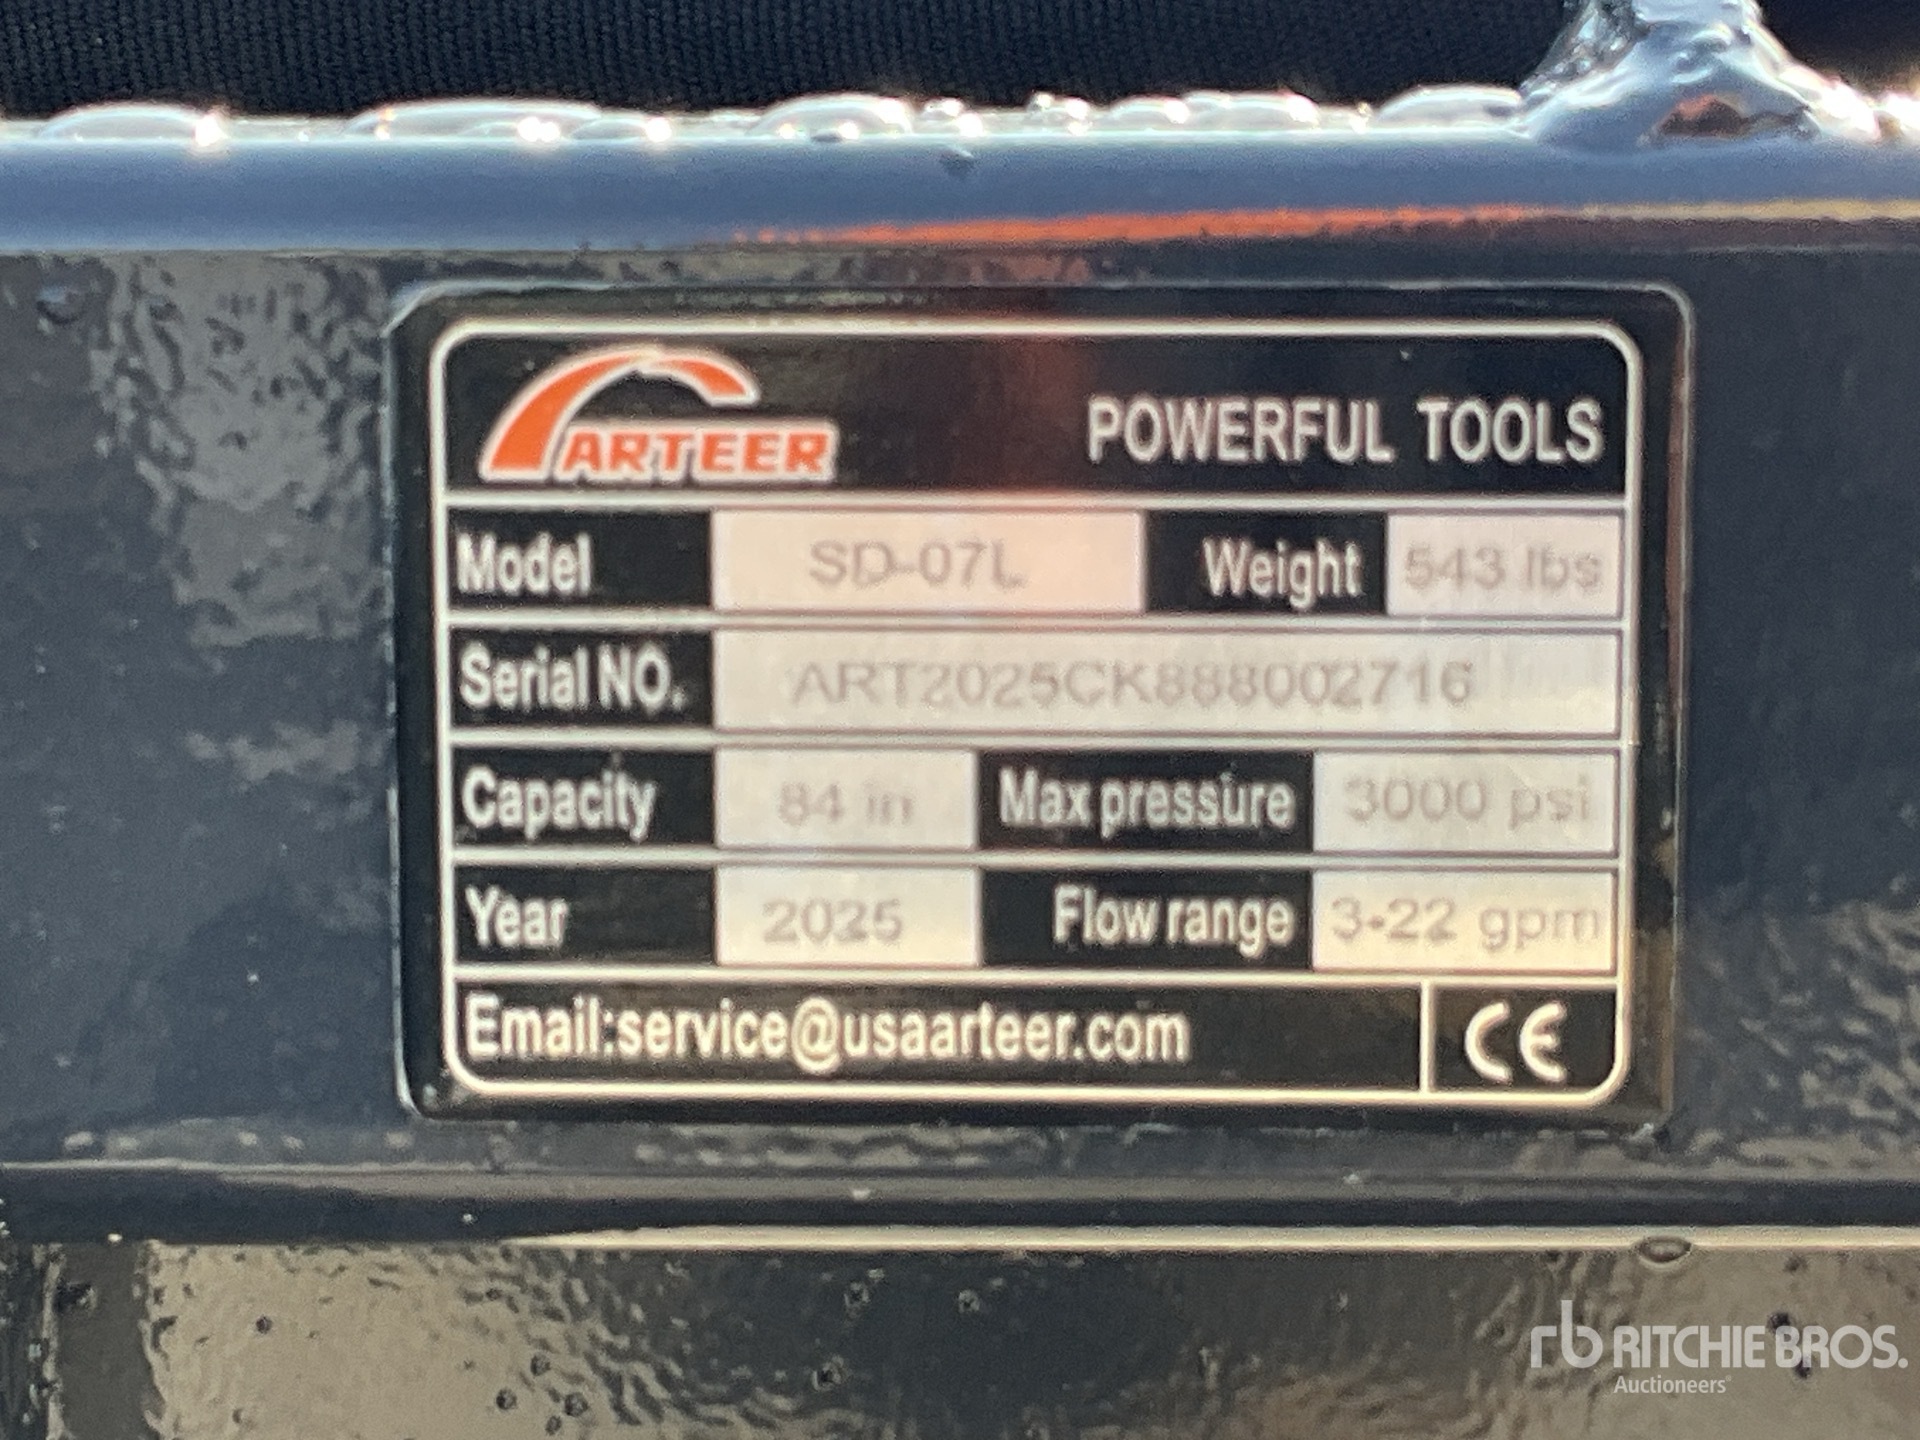 ARTEER
POWERFUL TOOLS
Model SD-07L Weight 543 lbs
Serial NO. ART2025CK888002716
Capacity 84 in Max pressure 3000 psi
Year 2025 Flow range 3-22 gpm
Email:service@usaarteer.com CE
rb RITCHIE BROS.
Auctioneers